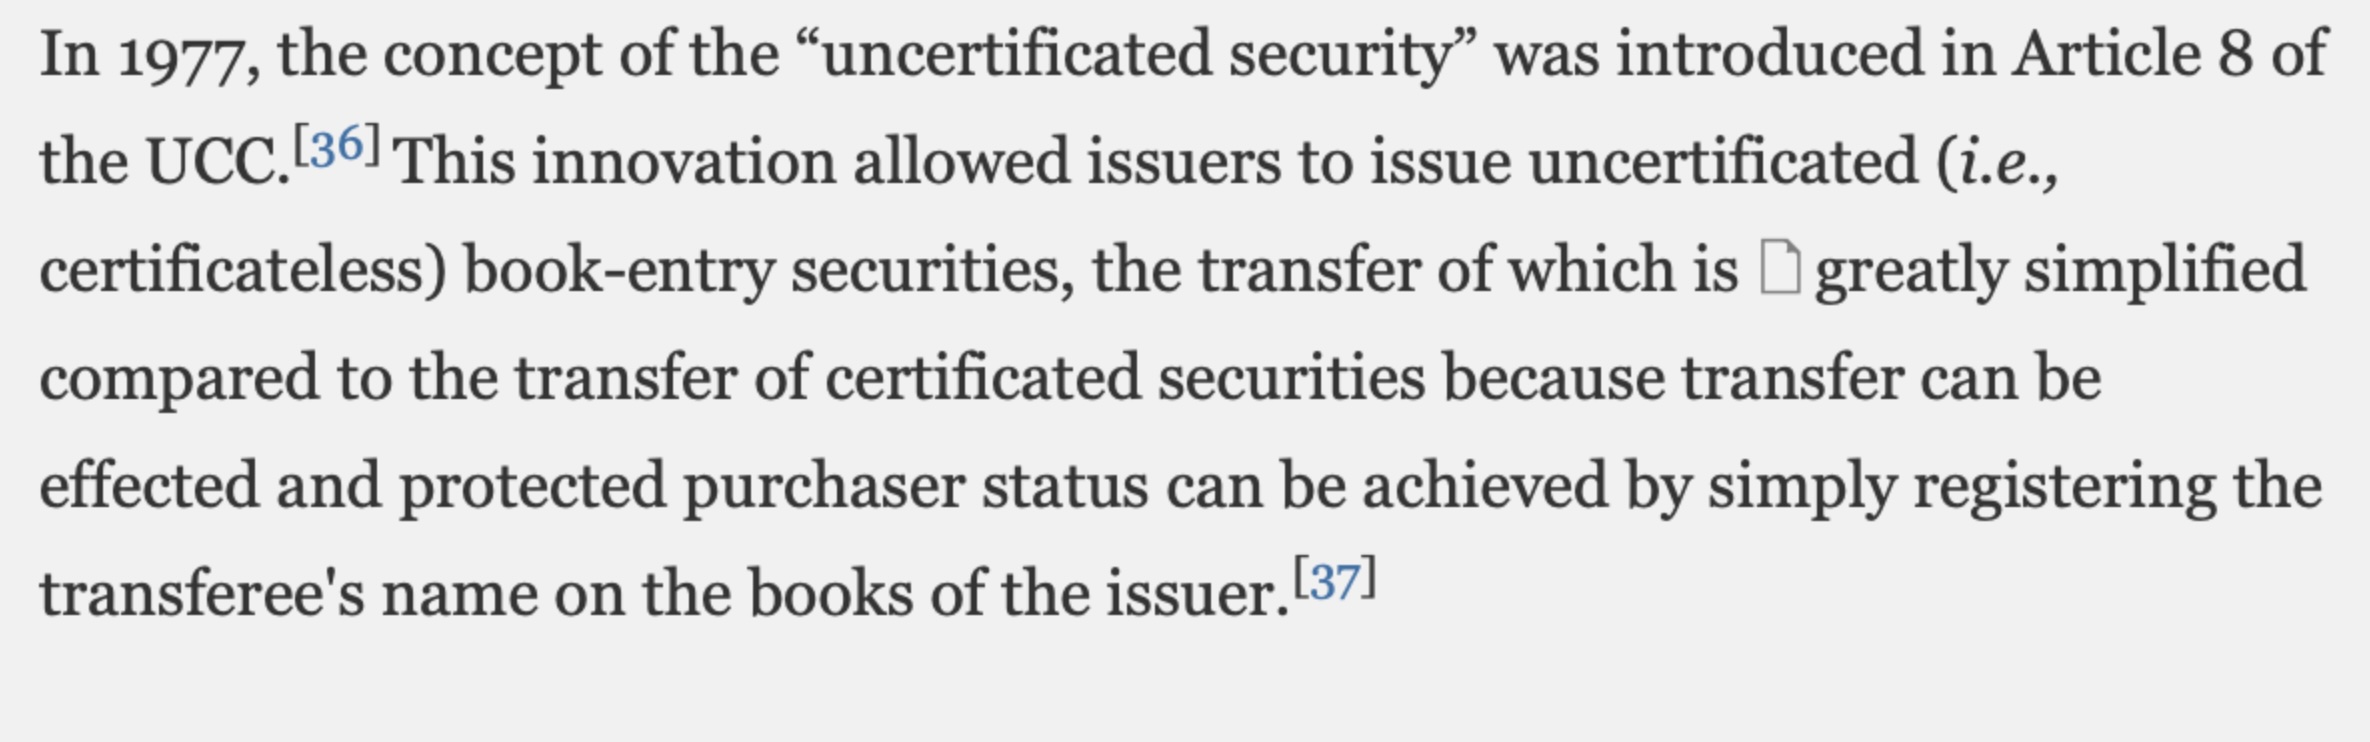 In 1977, the concept of the “uncertificated security” was introduced in Article 8 of
the UCC.[36] This innovation allowed issuers to issue uncertificated (i.e.,
certificateless) book-entry securities, the transfer of which is greatly simplified
compared to the transfer of certificated securities because transfer can be
effected and protected purchaser status can be achieved by simply registering the
transferee's name on the books of the issuer.[37]